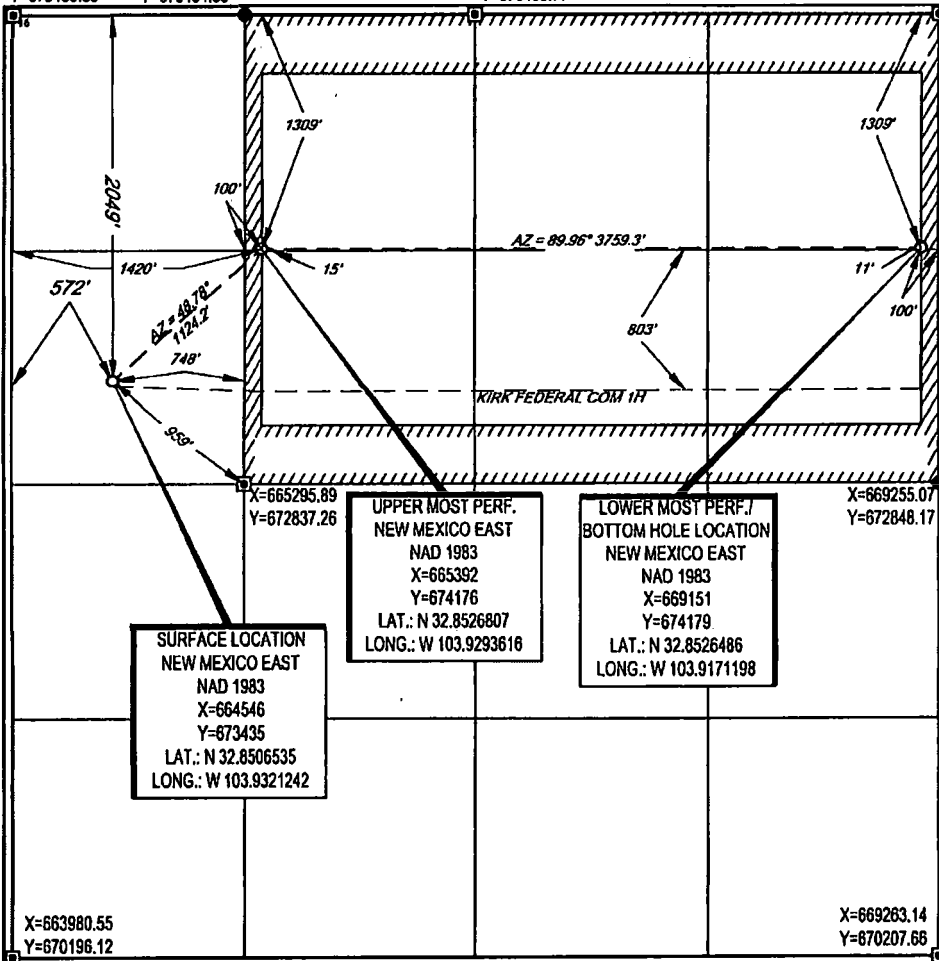 1309'
1309'
2049'
100'
AZ = 89.96° 3759.3'
1420'
15'
11'
572'
100'
AZ = 48.78°
1124.2'
803'
748'
KIRK FEDERAL COM 1H
959'
X=665295.89
Y=672837.26
X=669255.07
Y=672848.17
UPPER MOST PERF.
NEW MEXICO EAST
NAD 1983
X=665392
Y=674176
LAT.: N 32.8526807
LONG.: W 103.9293616
LOWER MOST PERF./
BOTTOM HOLE LOCATION
NEW MEXICO EAST
NAD 1983
X=669151
Y=674179
LAT.: N 32.8526486
LONG.: W 103.9171198
SURFACE LOCATION
NEW MEXICO EAST
NAD 1983
X=664546
Y=673435
LAT.: N 32.8506535
LONG.: W 103.9321242
X=663980.55
Y=670196.12
X=669263.14
Y=670207.66